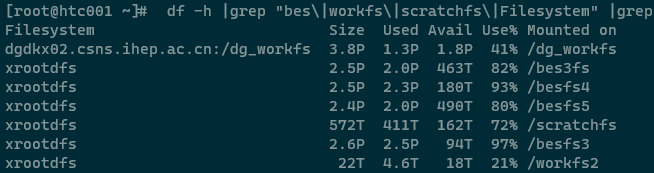 [root@htc001 ~]#  df -h |grep "bes\|workfs\|scratchfs\|Filesystem" |grep
Filesystem Size Used Avail Use% Mounted on
dgdkx02.csns.ihep.ac.cn:/dg_workfs 3.8P 1.3P 1.8P 41% /dg_workfs
xrootdfs 2.5P 2.0P 463T 82% /bes3fs
xrootdfs 2.5P 2.3P 180T 93% /besfs4
xrootdfs 2.4P 2.0P 490T 80% /besfs5
xrootdfs 572T 411T 162T 72% /scratchfs
xrootdfs 2.6P 2.5P 94T 97% /besfs3
xrootdfs 22T 4.6T 18T 21% /workfs2